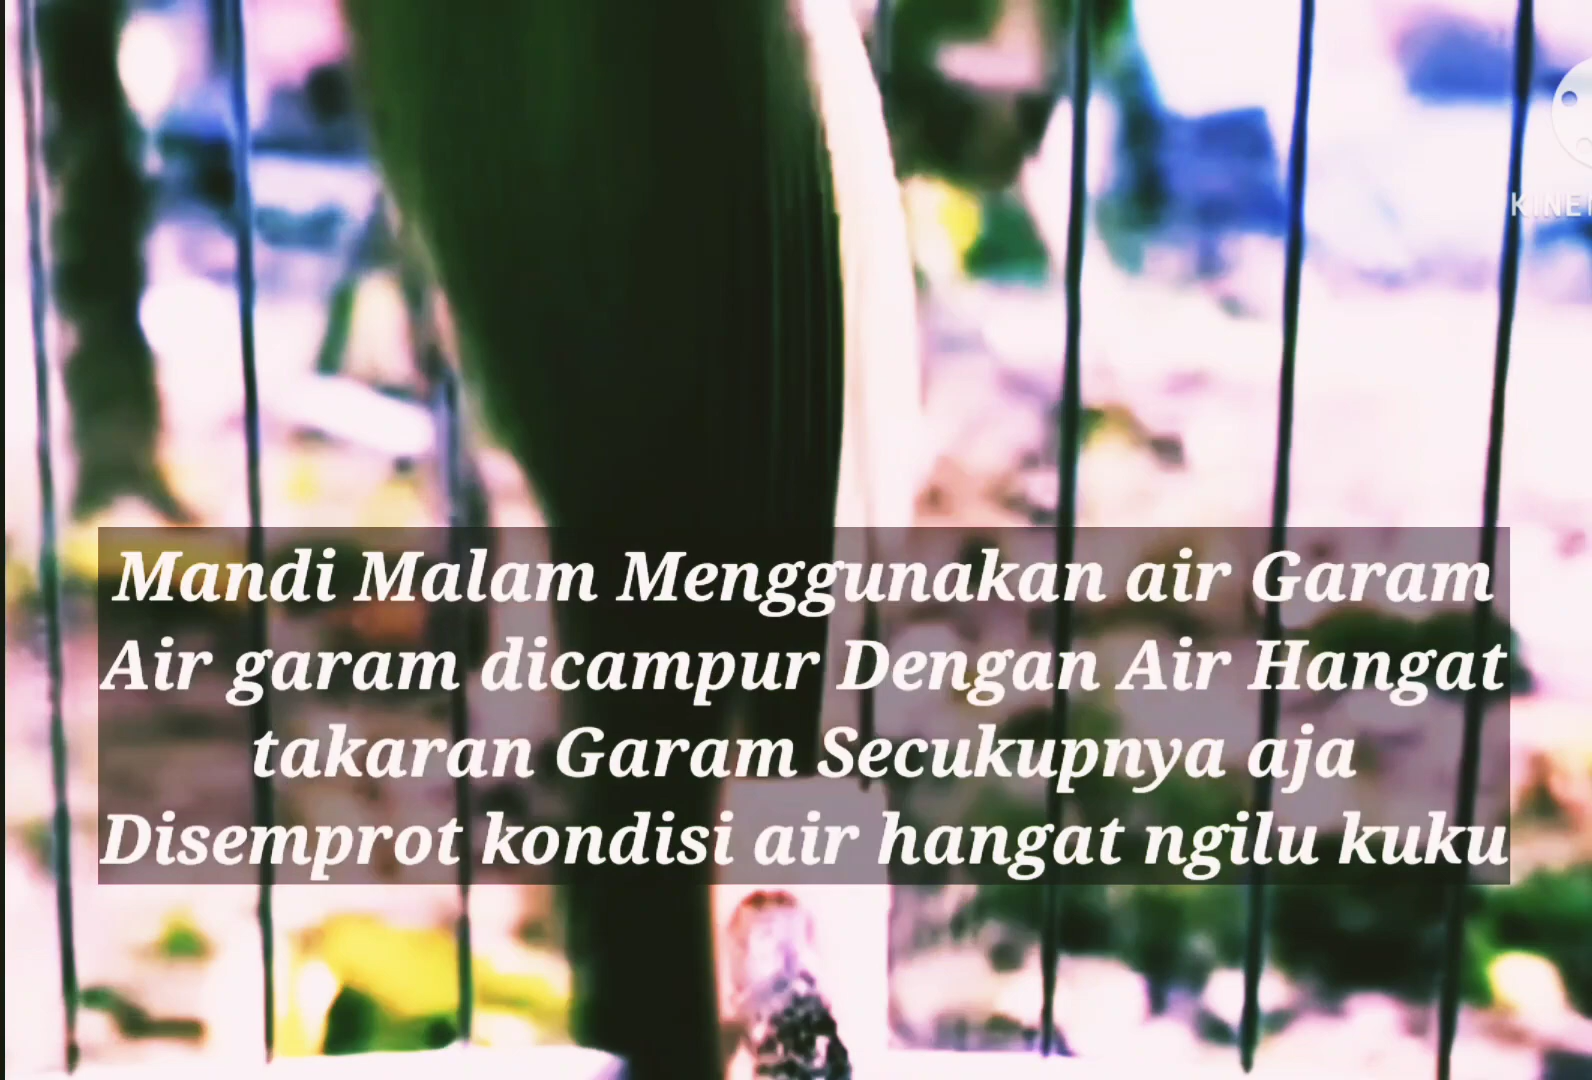 Mandi Malam Menggunakan air Garam
Air garam dicampur Dengan Air Hangat
takaran Garam Secukupnya aja
Disemprot kondisi air hangat ngilu kuku